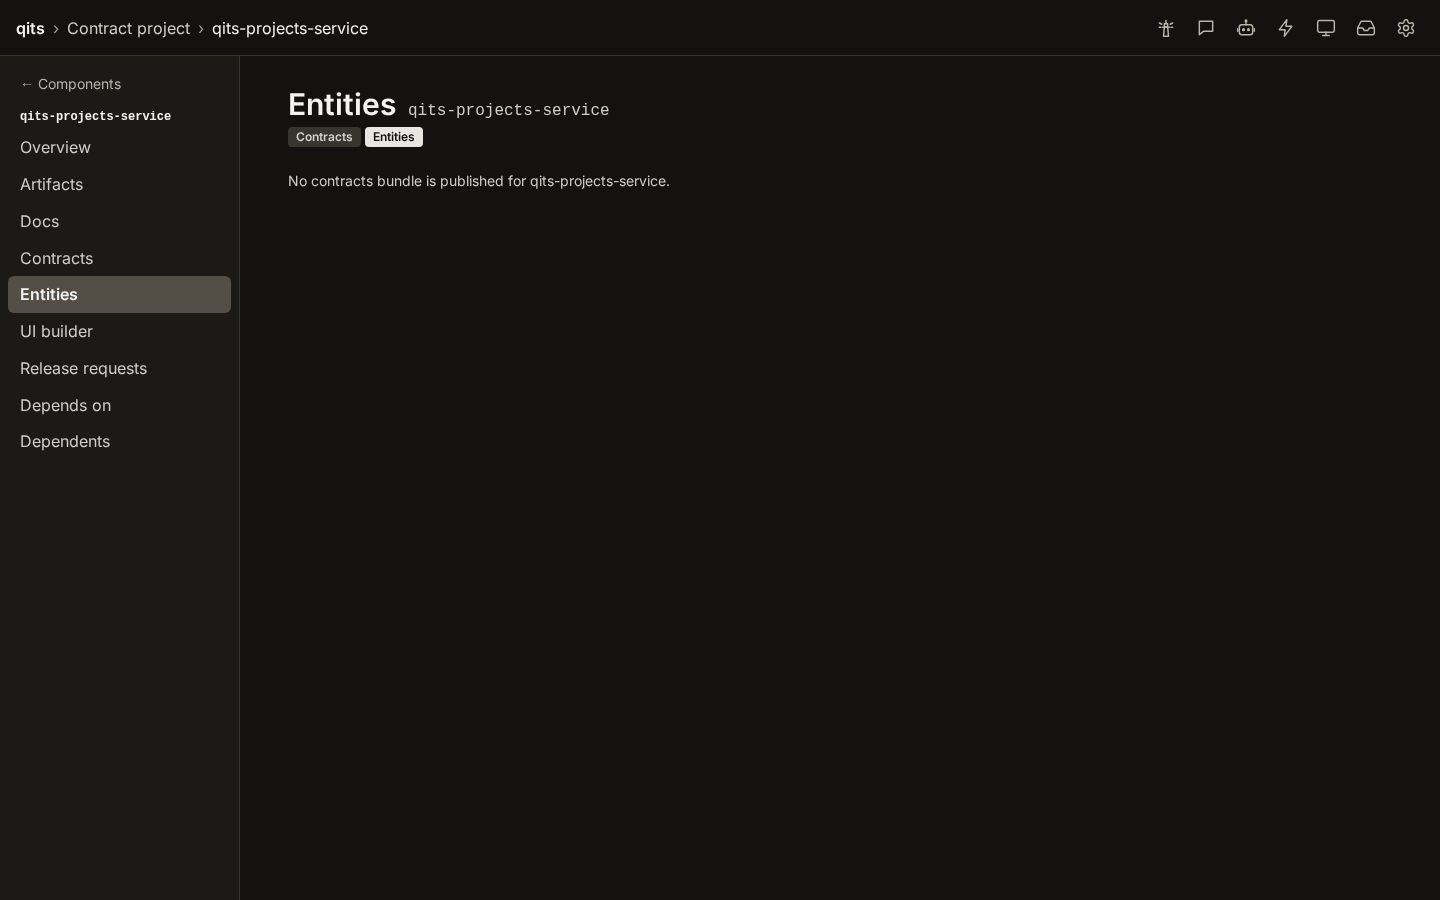 qits › Contract project › qits-projects-service
← Components
qits-projects-service
Overview
Artifacts
Docs
Contracts
Entities
UI builder
Release requests
Depends on
Dependents
Entities qits-projects-service
Contracts Entities
No contracts bundle is published for qits-projects-service.